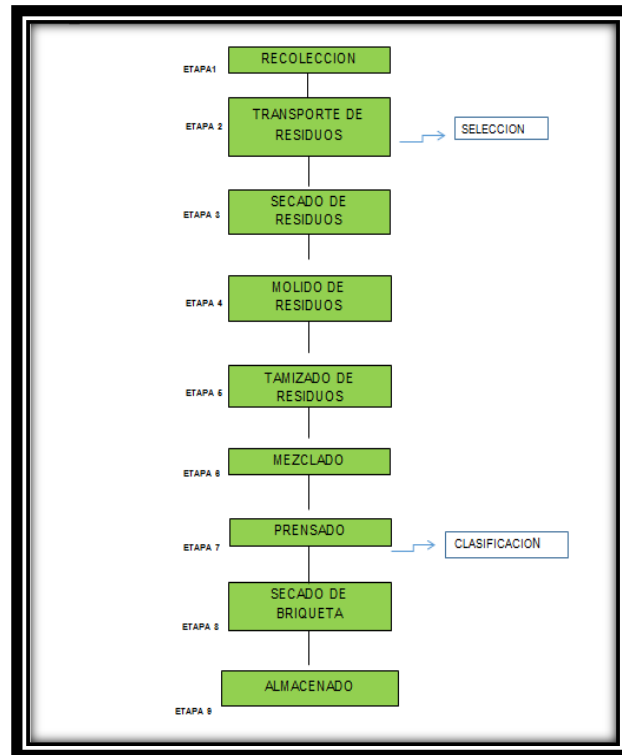 ETAPA1
RECOLECCION
ETAPA 2
TRANSPORTE DE
RESIDUOS
SELECCION
ETAPA 3
SECADO DE
RESIDUOS
ETAPA 4
MOLIDO DE
RESIDUOS
ETAPA 5
TAMIZADO DE
RESIDUOS
ETAPA 6
MEZCLADO
ETAPA 7
PRENSADO
CLASIFICACION
ETAPA 8
SECADO DE
BRIQUETA
ETAPA 9
ALMACENADO